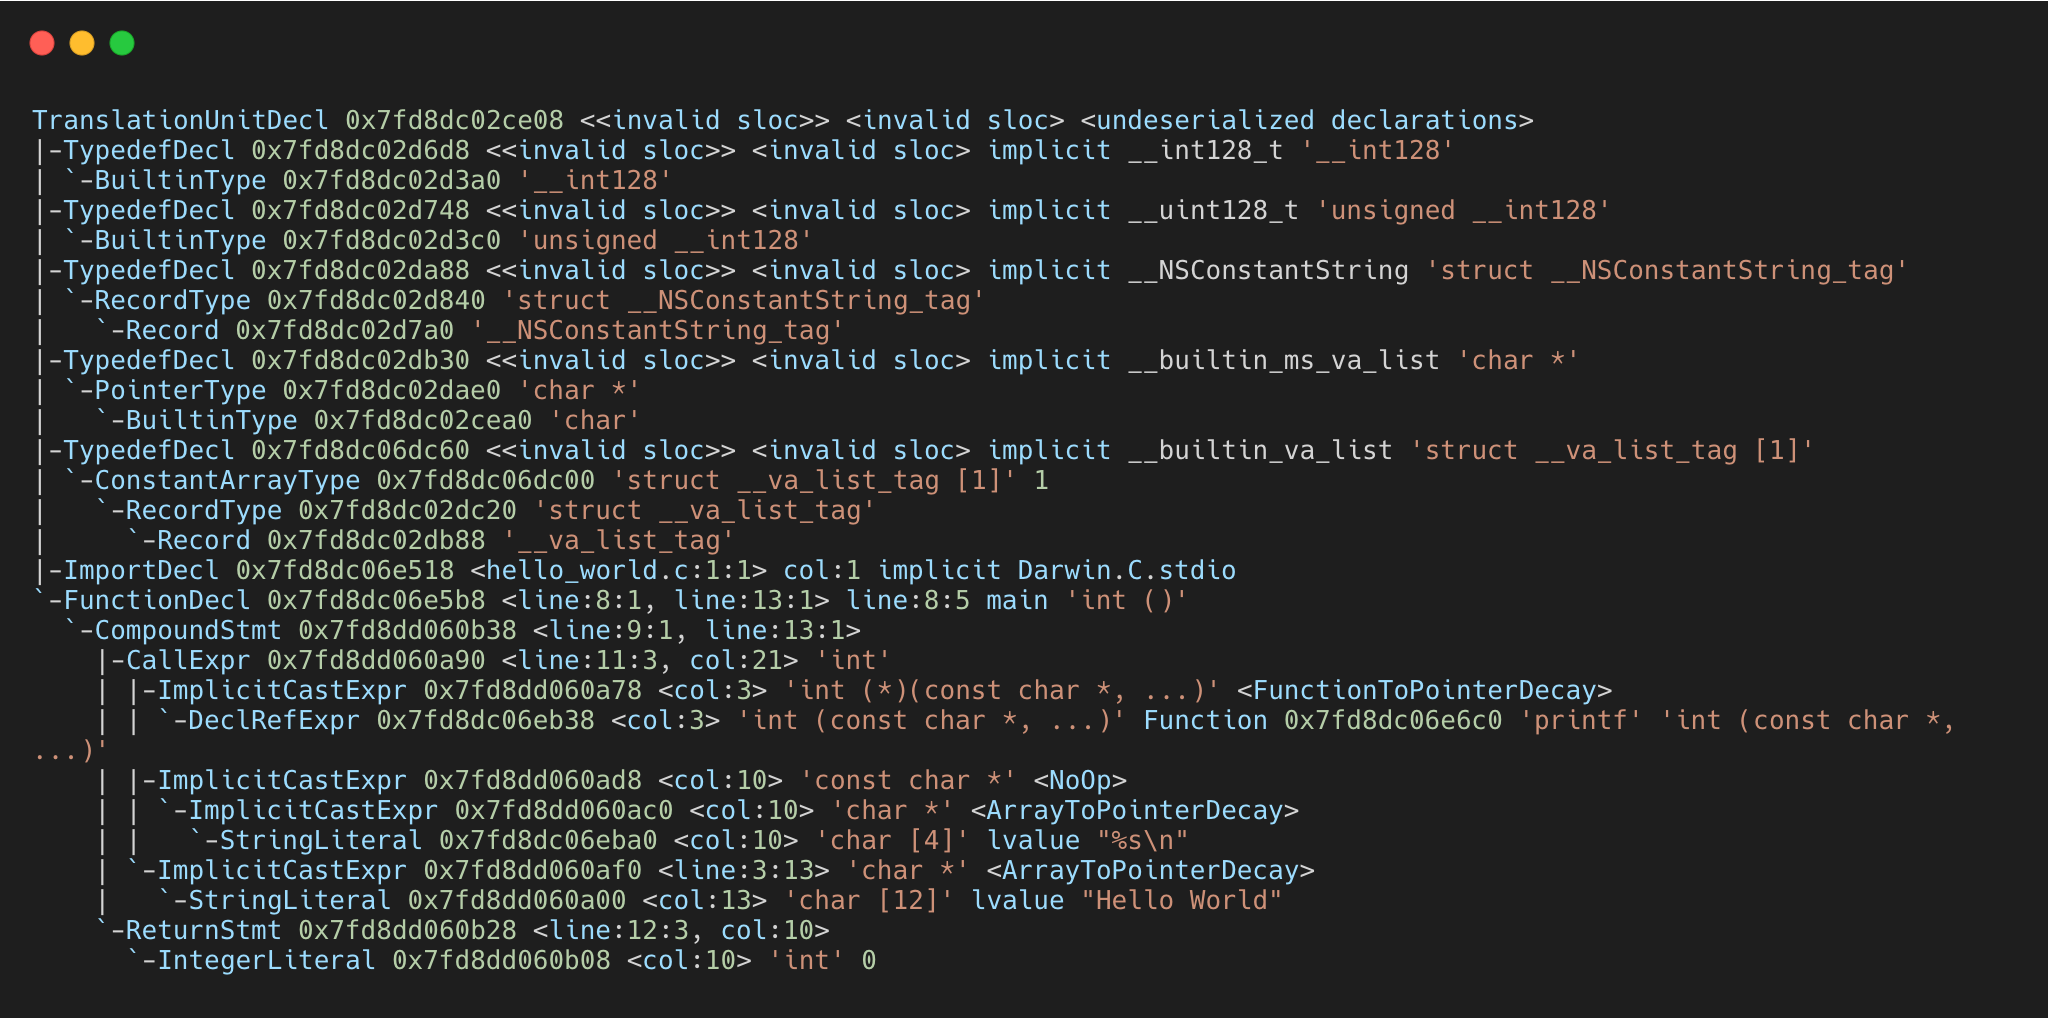 TranslationUnitDecl 0x7fd8dc02ce08 <<invalid sloc>> <invalid sloc> <undeserialized declarations>
|-TypedefDecl 0x7fd8dc02d6d8 <<invalid sloc>> <invalid sloc> implicit __int128_t '__int128'
| `-BuiltinType 0x7fd8dc02d3a0 '__int128'
|-TypedefDecl 0x7fd8dc02d748 <<invalid sloc>> <invalid sloc> implicit __uint128_t 'unsigned __int128'
| `-BuiltinType 0x7fd8dc02d3c0 'unsigned __int128'
|-TypedefDecl 0x7fd8dc02da88 <<invalid sloc>> <invalid sloc> implicit __NSConstantString 'struct __NSConstantString_tag'
| `-RecordType 0x7fd8dc02d840 'struct __NSConstantString_tag'
|   `-Record 0x7fd8dc02d7a0 '__NSConstantString_tag'
|-TypedefDecl 0x7fd8dc02db30 <<invalid sloc>> <invalid sloc> implicit __builtin_ms_va_list 'char *'
| `-PointerType 0x7fd8dc02dae0 'char *'
|   `-BuiltinType 0x7fd8dc02cea0 'char'
|-TypedefDecl 0x7fd8dc06dc60 <<invalid sloc>> <invalid sloc> implicit __builtin_va_list 'struct __va_list_tag [1]'
| `-ConstantArrayType 0x7fd8dc06dc00 'struct __va_list_tag [1]' 1
|   `-RecordType 0x7fd8dc02dc20 'struct __va_list_tag'
|     `-Record 0x7fd8dc02db88 '__va_list_tag'
|-ImportDecl 0x7fd8dc06e518 <hello_world.c:1:1> col:1 implicit Darwin.C.stdio
`-FunctionDecl 0x7fd8dc06e5b8 <line:8:1, line:13:1> line:8:5 main 'int ()'
  `-CompoundStmt 0x7fd8dd060b38 <line:9:1, line:13:1>
    |-CallExpr 0x7fd8dd060a90 <line:11:3, col:21> 'int'
    | |-ImplicitCastExpr 0x7fd8dd060a78 <col:3> 'int (*)(const char *, ...)' <FunctionToPointerDecay>
    | | `-DeclRefExpr 0x7fd8dc06eb38 <col:3> 'int (const char *, ...)' Function 0x7fd8dc06e6c0 'printf' 'int (const char *,
...)'
    | |-ImplicitCastExpr 0x7fd8dd060ad8 <col:10> 'const char *' <NoOp>
    | | `-ImplicitCastExpr 0x7fd8dd060ac0 <col:10> 'char *' <ArrayToPointerDecay>
    | |   `-StringLiteral 0x7fd8dc06eba0 <col:10> 'char [4]' lvalue "%s\n"
    | `-ImplicitCastExpr 0x7fd8dd060af0 <line:3:13> 'char *' <ArrayToPointerDecay>
    |   `-StringLiteral 0x7fd8dd060a00 <col:13> 'char [12]' lvalue "Hello World"
    `-ReturnStmt 0x7fd8dd060b28 <line:12:3, col:10>
      `-IntegerLiteral 0x7fd8dd060b08 <col:10> 'int' 0